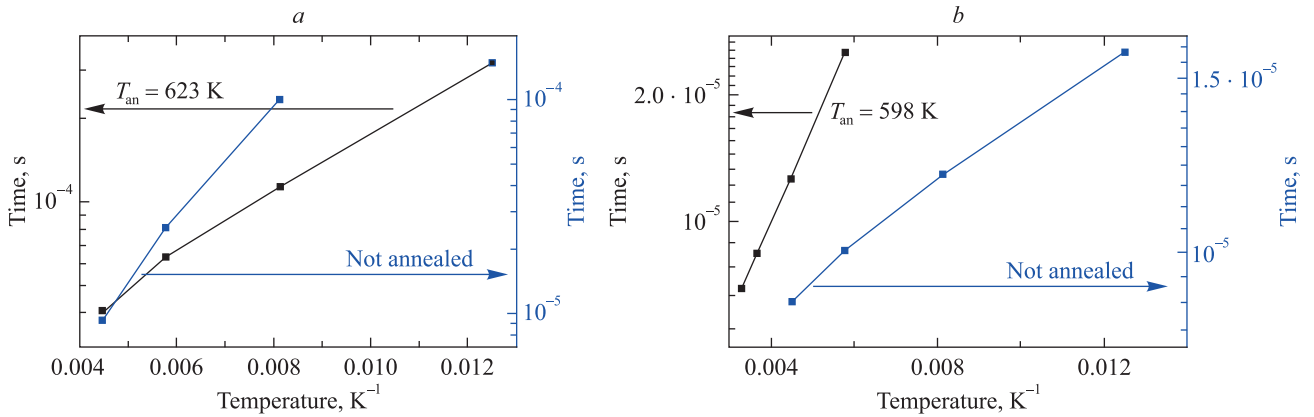 a
Time, s
10⁻⁴
T_an = 623 K
Not annealed
10⁻⁴
10⁻⁵
Time, s
0.004 0.006 0.008 0.010 0.012
Temperature, K⁻¹
b
Time, s
2.0 · 10⁻⁵
10⁻⁵
T_an = 598 K
Not annealed
1.5 · 10⁻⁵
10⁻⁵
Time, s
0.004 0.008 0.012
Temperature, K⁻¹